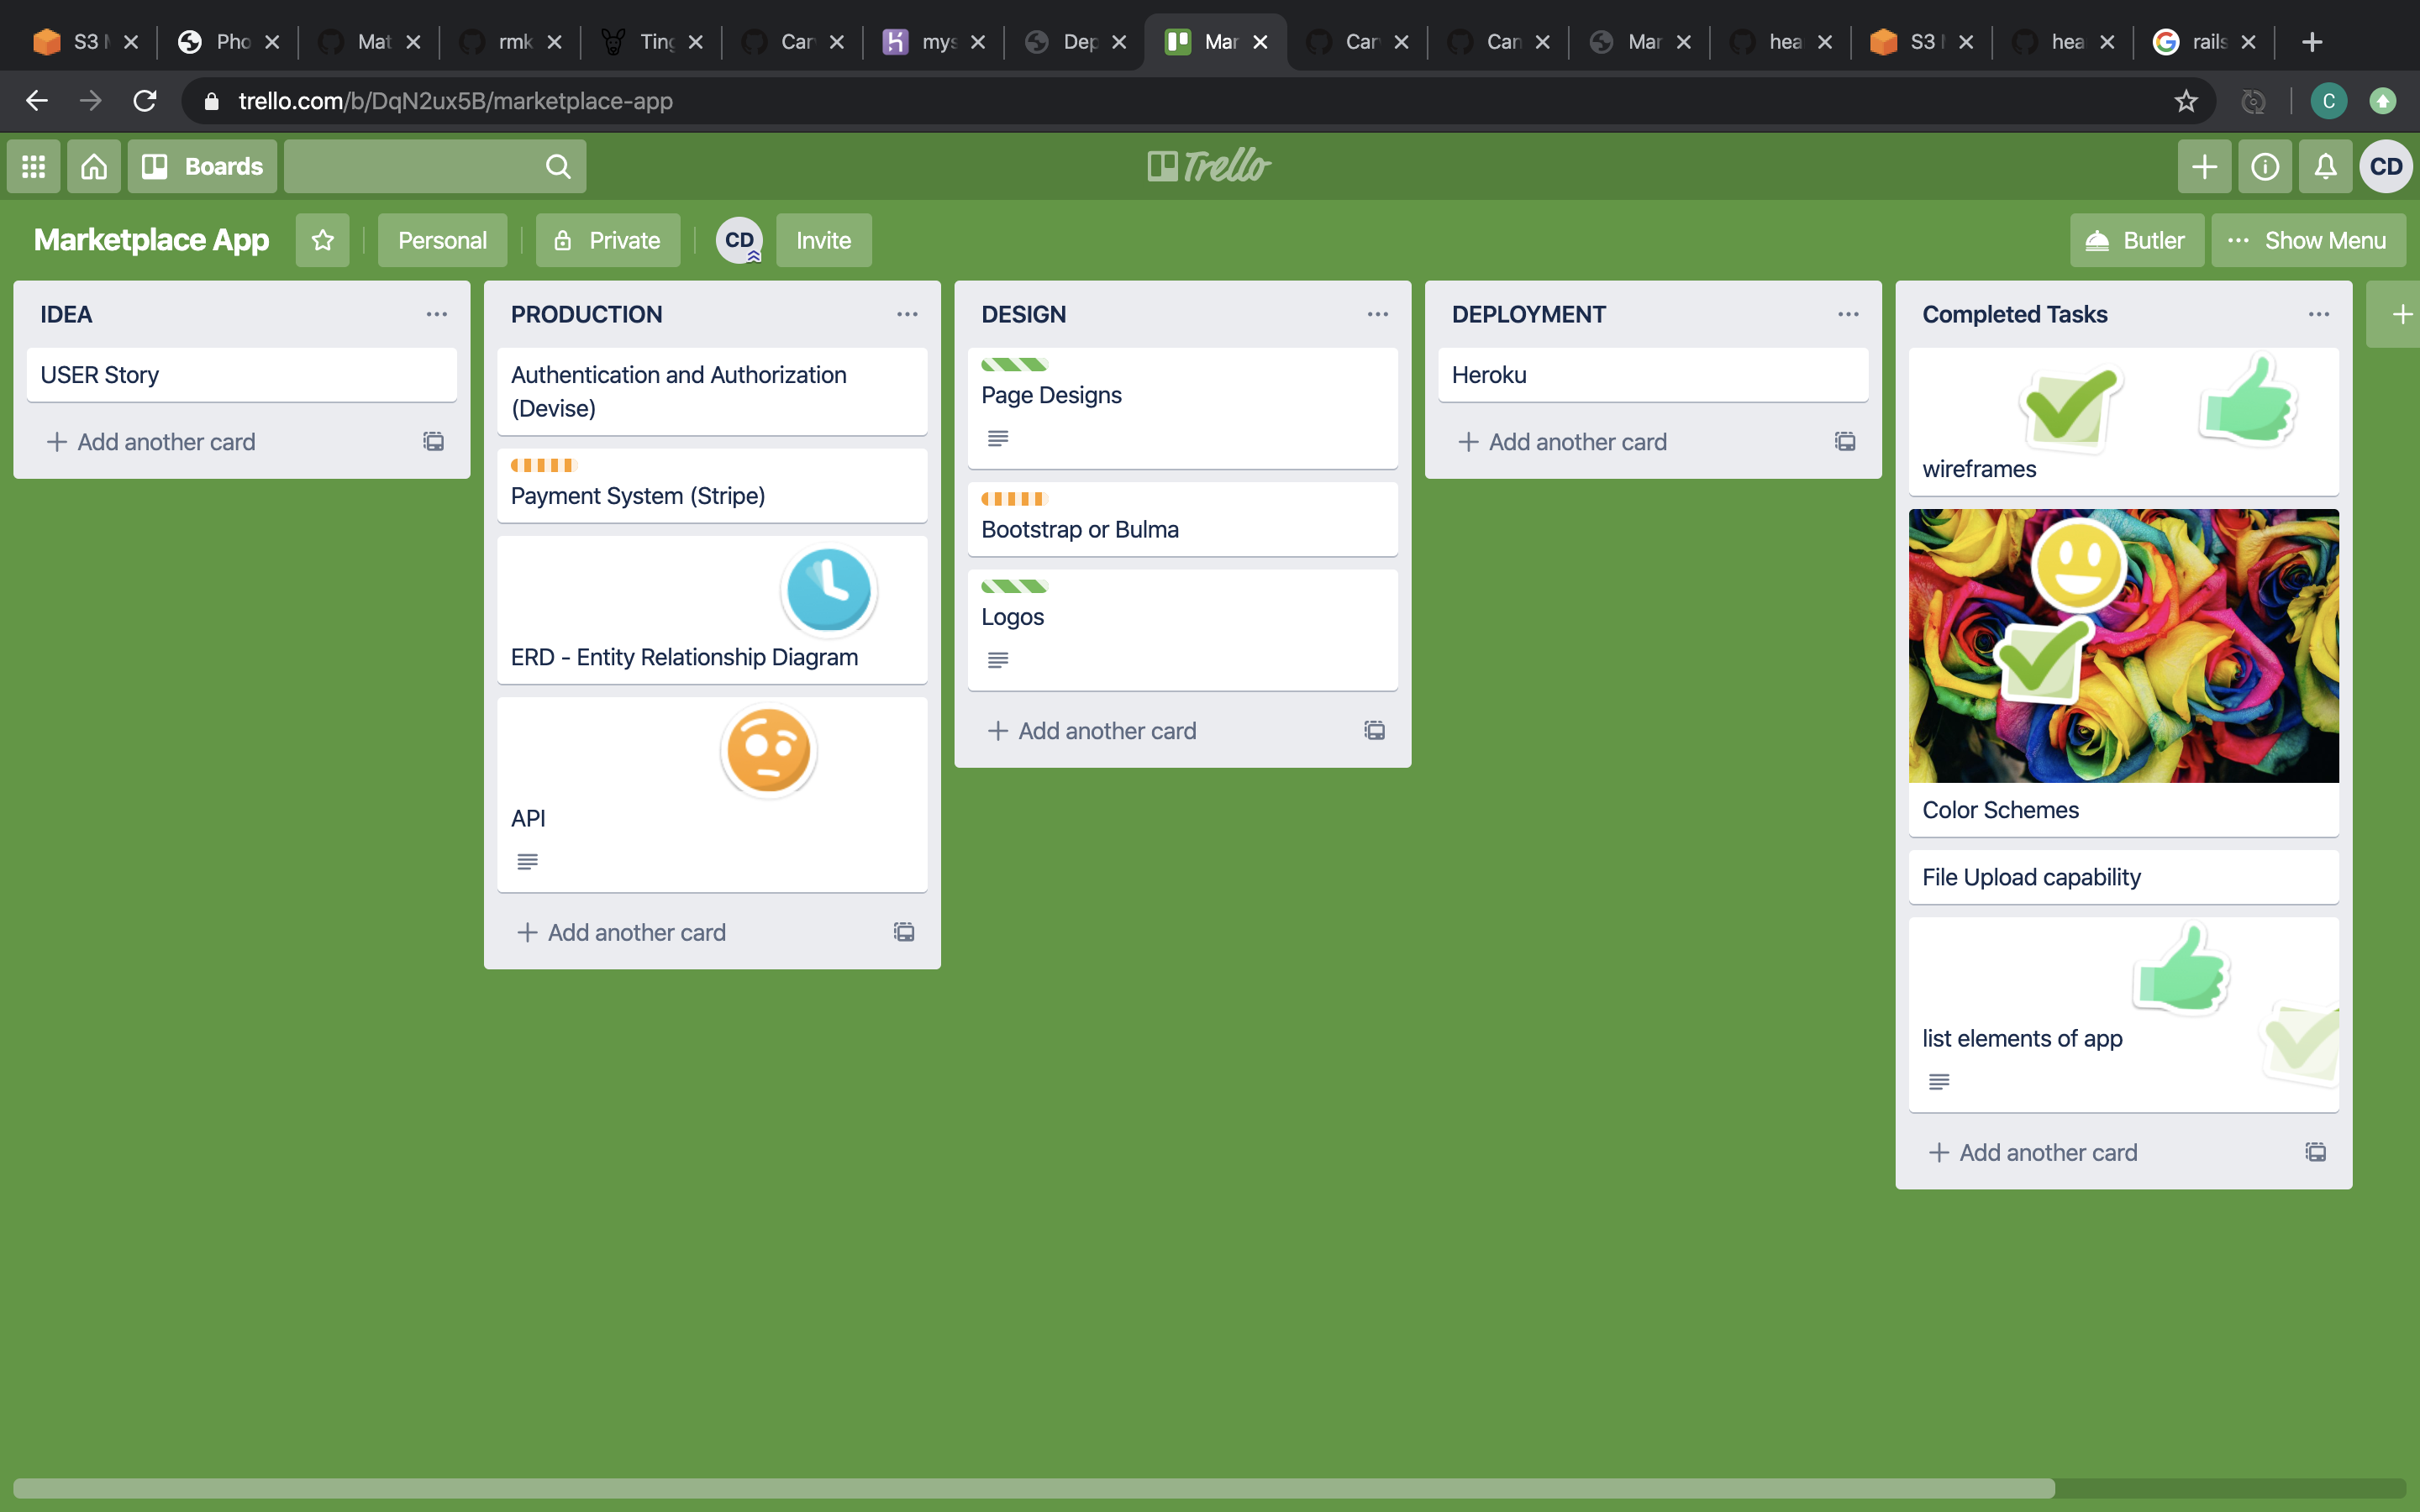 S3 Pho Mat rmk Ting Car mys Dep Mar Car Can Mar hea S3 hea rails
trello.com/b/DqN2ux5B/marketplace-app C
Boards Trello CD
Marketplace App Personal Private CD Invite Butler Show Menu
IDEA
USER Story
Add another card
PRODUCTION
Authentication and Authorization
(Devise)
Payment System (Stripe)
ERD - Entity Relationship Diagram
API
Add another card
DESIGN
Page Designs
Bootstrap or Bulma
Logos
Add another card
DEPLOYMENT
Heroku
Add another card
Completed Tasks
wireframes
Color Schemes
File Upload capability
list elements of app
Add another card